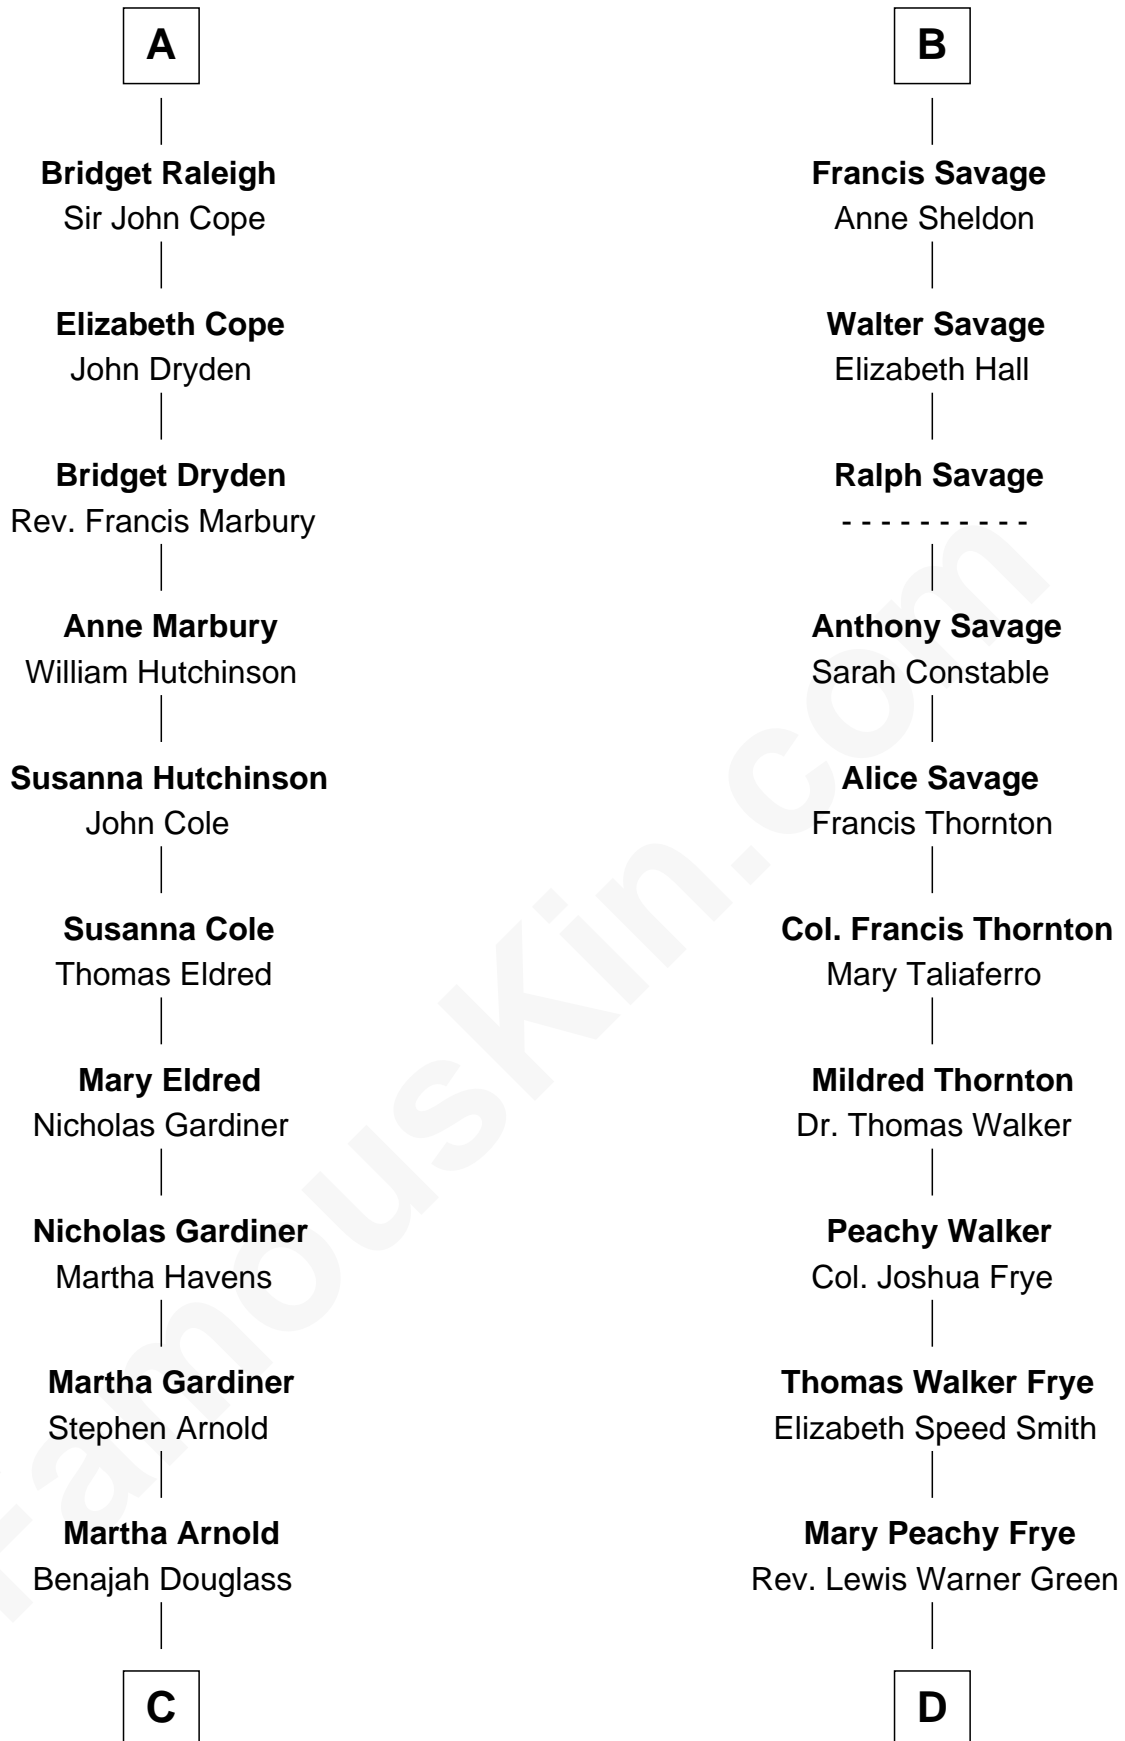 A
Bridget Raleigh
Sir John Cope
Elizabeth Cope
John Dryden
Bridget Dryden
Rev. Francis Marbury
Anne Marbury
William Hutchinson
Susanna Hutchinson
John Cole
Susanna Cole
Thomas Eldred
Mary Eldred
Nicholas Gardiner
Nicholas Gardiner
Martha Havens
Martha Gardiner
Stephen Arnold
Martha Arnold
Benajah Douglass
C
B
Francis Savage
Anne Sheldon
Walter Savage
Elizabeth Hall
Ralph Savage
- - - - - - - - - -
Anthony Savage
Sarah Constable
Alice Savage
Francis Thornton
Col. Francis Thornton
Mary Taliaferro
Mildred Thornton
Dr. Thomas Walker
Peachy Walker
Col. Joshua Frye
Thomas Walker Frye
Elizabeth Speed Smith
Mary Peachy Frye
Rev. Lewis Warner Green
D
FamousKin.com